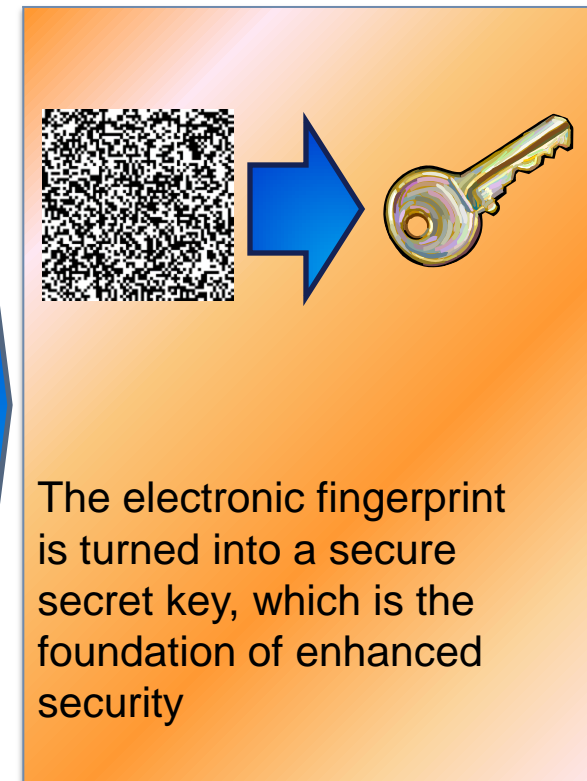 The electronic fingerprint
is turned into a secure
secret key, which is the
foundation of enhanced
security